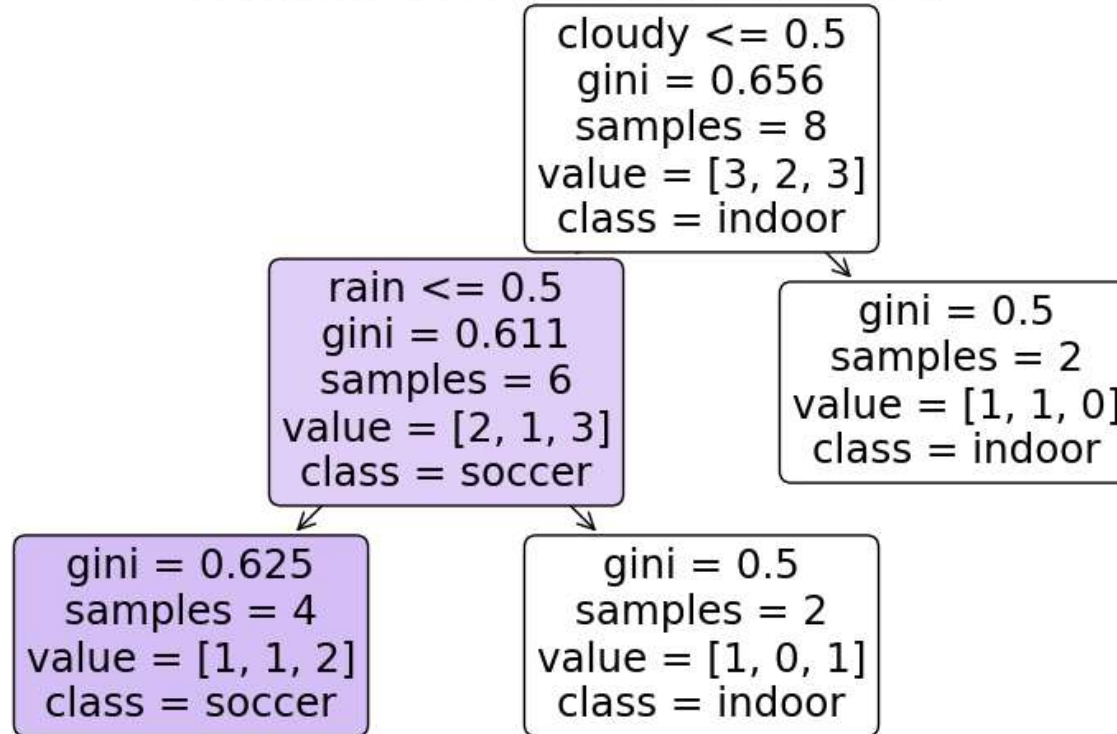 cloudy <= 0.5
gini = 0.656
samples = 8
value = [3, 2, 3]
class = indoor
rain <= 0.5
gini = 0.611
samples = 6
value = [2, 1, 3]
class = soccer
gini = 0.5
samples = 2
value = [1, 1, 0]
class = indoor
gini = 0.625
samples = 4
value = [1, 1, 2]
class = soccer
gini = 0.5
samples = 2
value = [1, 0, 1]
class = indoor